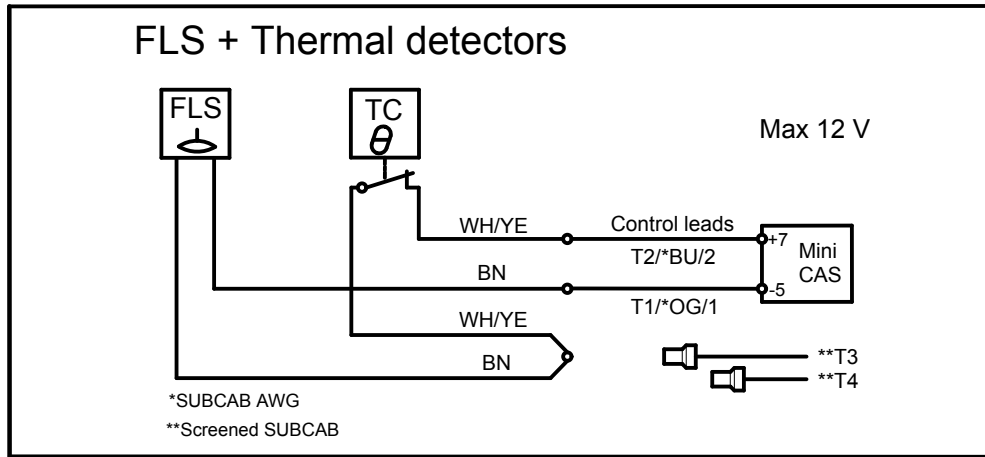 FLS + Thermal detectors
FLS
TC
Max 12 V
WH/YE
Control leads
+7
Mini
CAS
T2/*BU/2
BN
-5
T1/*OG/1
WH/YE
BN
**T3
**T4
*SUBCAB AWG
**Screened SUBCAB